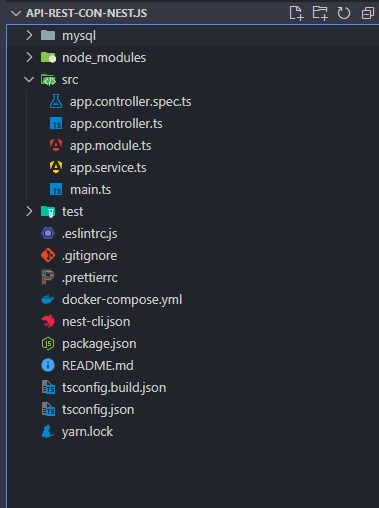 API-REST-CON-NEST.JS
mysql
node_modules
src
app.controller.spec.ts
app.controller.ts
app.module.ts
app.service.ts
main.ts
test
.eslintrc.js
.gitignore
.prettierrc
docker-compose.yml
nest-cli.json
package.json
README.md
tsconfig.build.json
tsconfig.json
yarn.lock